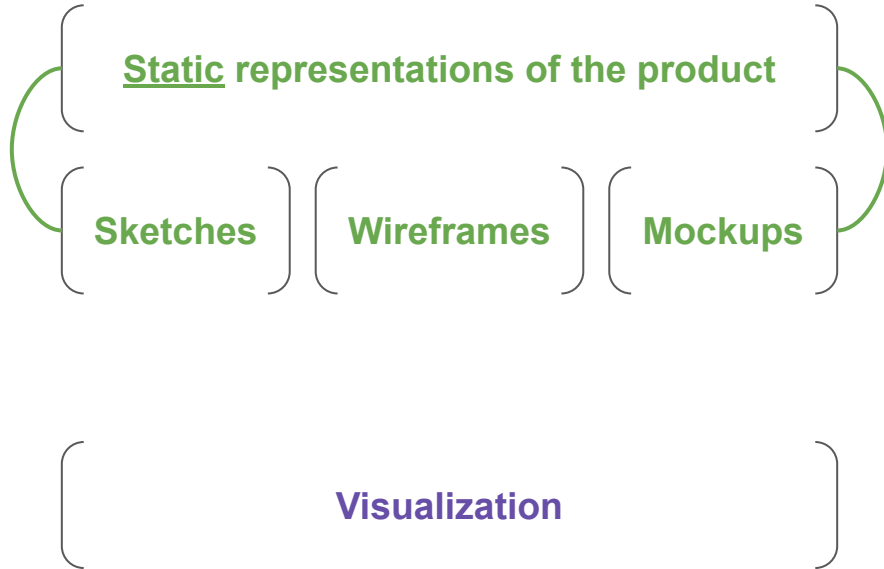 Static representations of the product
Sketches Wireframes Mockups
Visualization